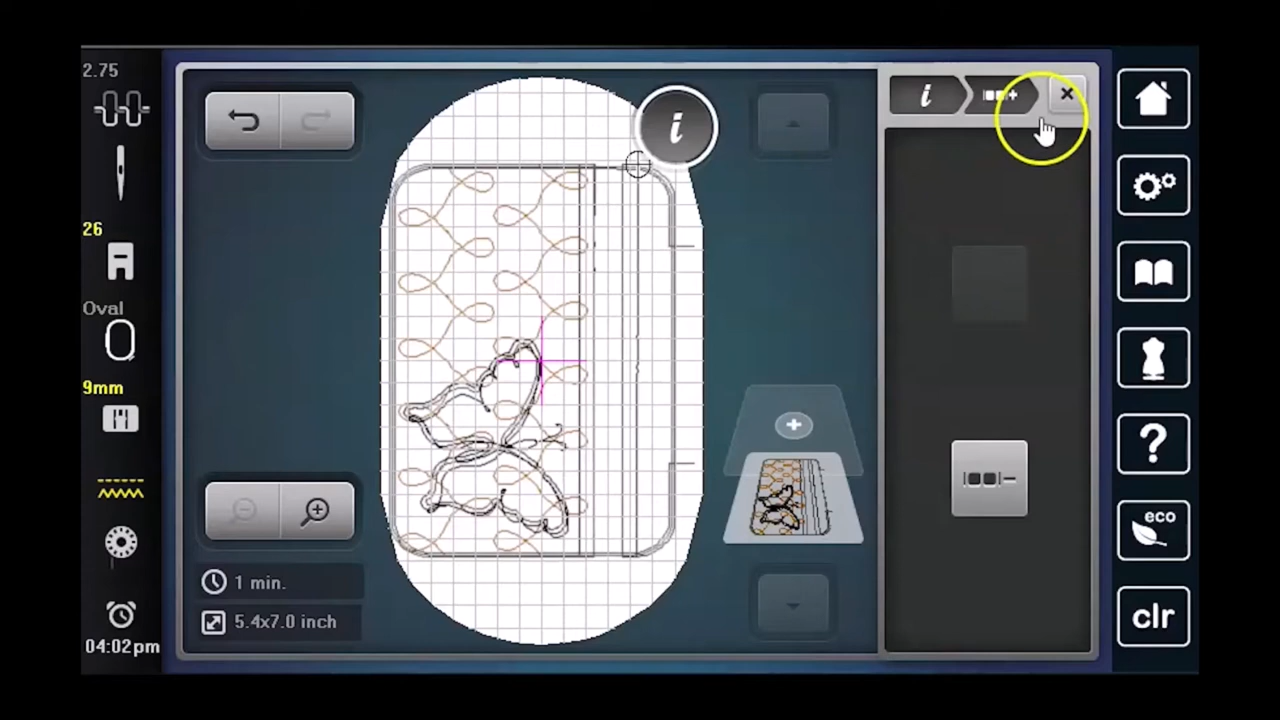 2.75
26
Oval
9mm
04:02pm
i
1 min.
5.4x7.0 inch
i
?
eco
clr